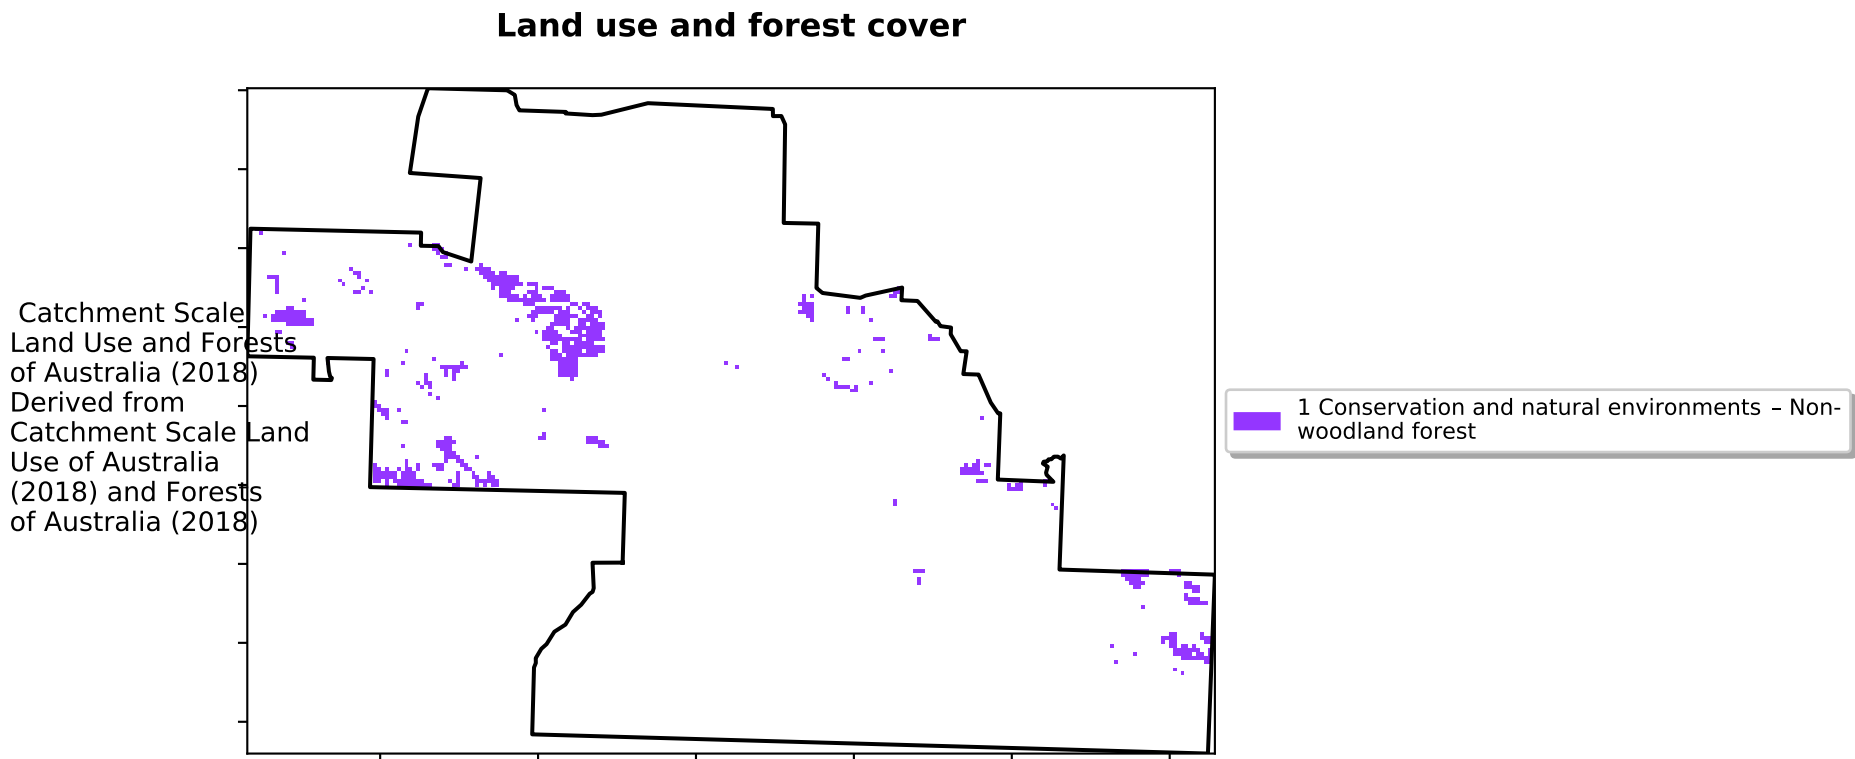 Land use and forest cover
Catchment Scale
Land Use and Forests
of Australia (2018)
Derived from
Catchment Scale Land
Use of Australia
(2018) and Forests
of Australia (2018)
1 Conservation and natural environments – Non-
woodland forest